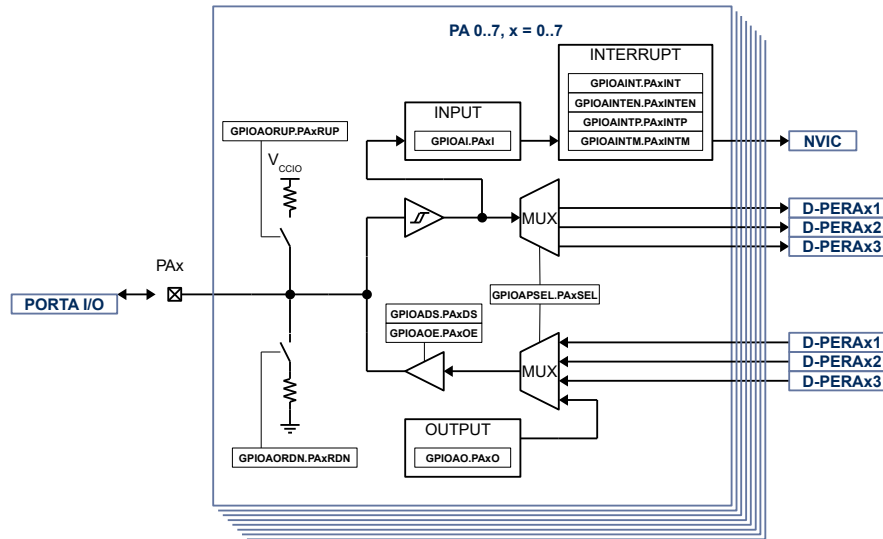 PA 0..7, x = 0..7
INTERRUPT
GPIOAINT.PAxINT
GPIOAINTEN.PAxINTEN
GPIOAINTP.PAxINTP
GPIOAINTM.PAxINTM
INPUT
GPIOAI.PAxI
NVIC
GPIOAORUP.PAxRUP
VCCIO
MUX
D-PERAx1
D-PERAx2
D-PERAx3
PAx
PORTA I/O
GPIOAPSEL.PAxSEL
GPIOADS.PAxDS
GPIOAOE.PAxOE
MUX
D-PERAx1
D-PERAx2
D-PERAx3
OUTPUT
GPIOAO.PAxO
GPIOAORDN.PAxRDN